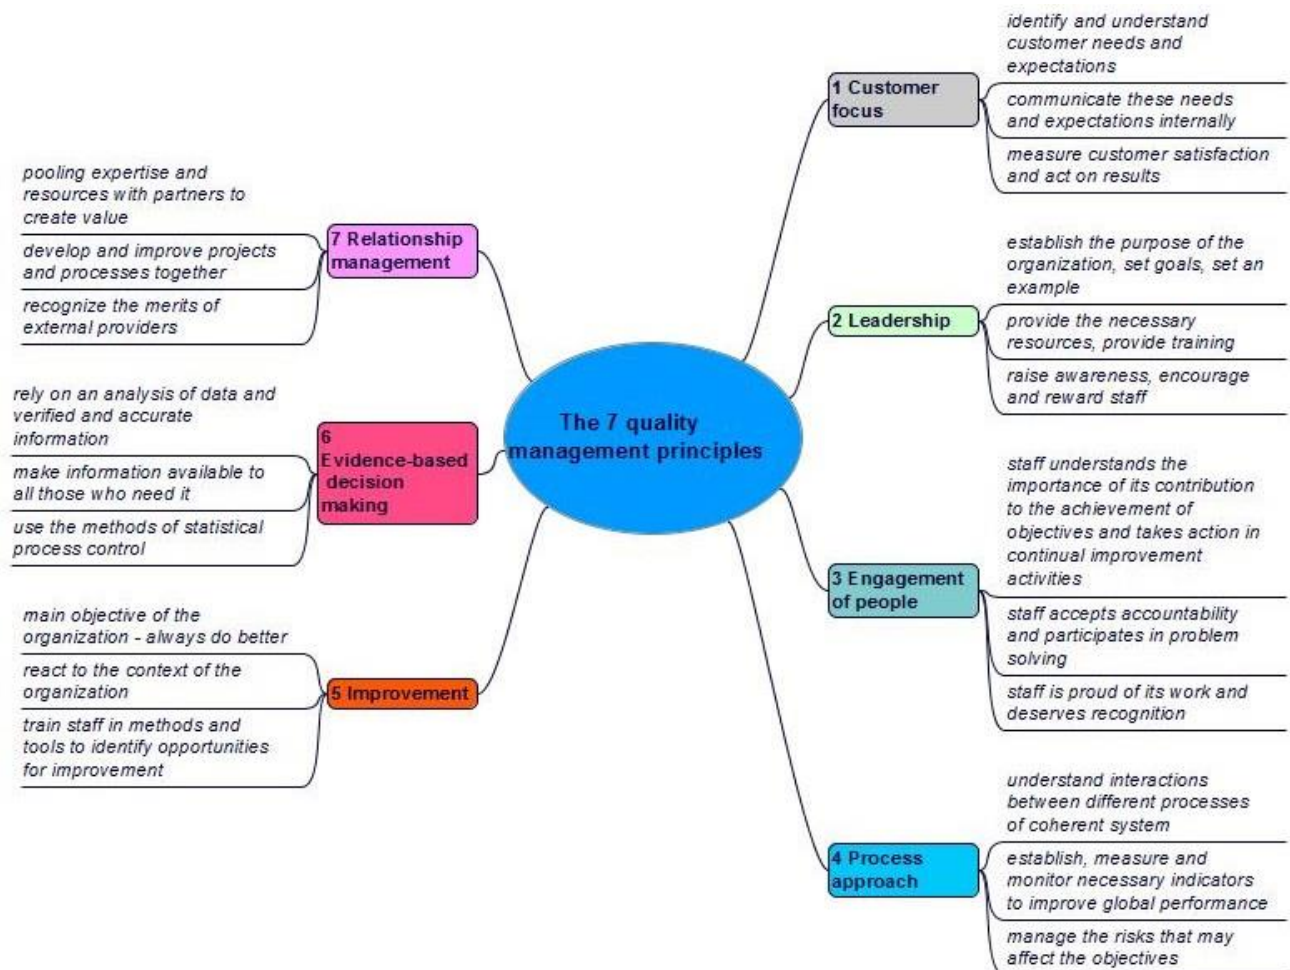 The 7 quality
management principles
1 Customer
focus
identify and understand
customer needs and
expectations
communicate these needs
and expectations internally
measure customer satisfaction
and act on results
2 Leadership
establish the purpose of the
organization, set goals, set an
example
provide the necessary
resources, provide training
raise awareness, encourage
and reward staff
3 Engagement
of people
staff understands the
importance of its contribution
to the achievement of
objectives and takes action in
continual improvement
activities
staff accepts accountability
and participates in problem
solving
staff is proud of its work and
deserves recognition
4 Process
approach
understand interactions
between different processes
of coherent system
establish, measure and
monitor necessary indicators
to improve global performance
manage the risks that may
affect the objectives
5 Improvement
main objective of the
organization - always do better
react to the context of the
organization
train staff in methods and
tools to identify opportunities
for improvement
6
Evidence-based
decision
making
rely on an analysis of data and
verified and accurate
information
make information available to
all those who need it
use the methods of statistical
process control
7 Relationship
management
pooling expertise and
resources with partners to
create value
develop and improve projects
and processes together
recognize the merits of
external providers